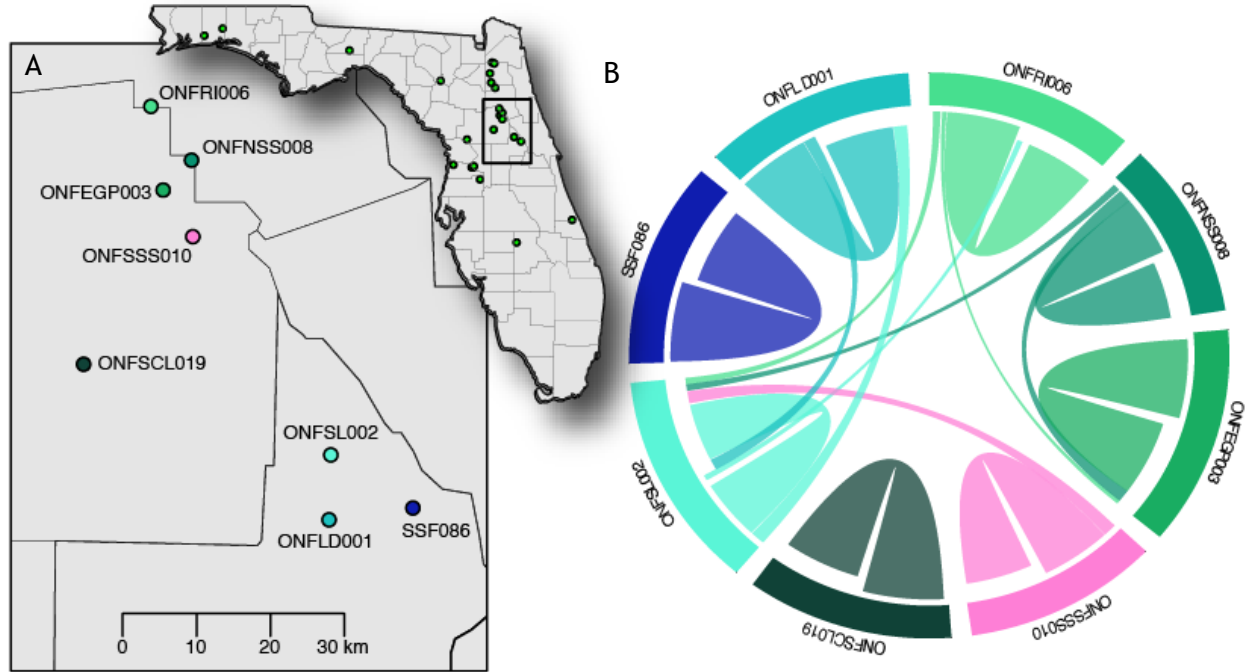 A
ONFRI006
ONFNSS008
ONFEGP003
ONFSSS010
ONFSCL019
ONFSL002
ONFLD001
SSF086
0 10 20 30 km
B
ONFLD001
ONFRI006
ONFNSS008
ONFEGP003
ONFSSS010
ONFSCL019
ONFSL002
SSF086